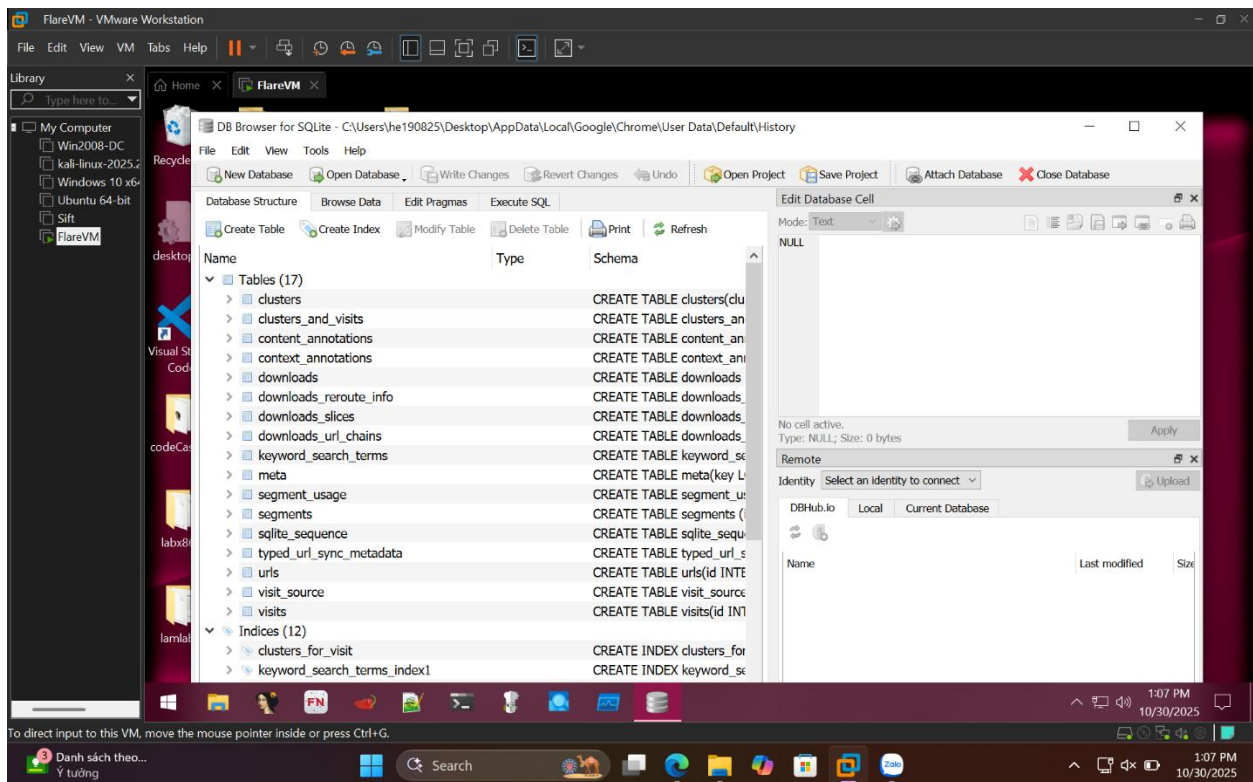 FlareVM - VMware Workstation
File Edit View VM Tabs Help
Library
Type here to...
Home
FlareVM
My Computer
Win2008-DC
kali-linux-2025.2
Windows 10 x64
Ubuntu 64-bit
Sift
FlareVM
Recycle
desktop
Visual St
Code
codeCa
labx8
lamla
DB Browser for SQLite - C:\Users\he190825\Desktop\AppData\Local\Google\Chrome\User Data\Default\History
File Edit View Tools Help
New Database Open Database Write Changes Revert Changes Undo Open Project Save Project Attach Database Close Database
Database Structure Browse Data Edit Pragmas Execute SQL
Create Table Create Index Modify Table Delete Table Print Refresh
Name Type Schema
Tables (17)
clusters CREATE TABLE clusters(clu
clusters_and_visits CREATE TABLE clusters_an
content_annotations CREATE TABLE content_an
context_annotations CREATE TABLE context_ann
downloads CREATE TABLE downloads
downloads_reroute_info CREATE TABLE downloads_
downloads_slices CREATE TABLE downloads_
downloads_url_chains CREATE TABLE downloads_
keyword_search_terms CREATE TABLE keyword_se
meta CREATE TABLE meta(key L
segment_usage CREATE TABLE segment_u
segments CREATE TABLE segments (i
sqlite_sequence CREATE TABLE sqlite_sequ
typed_url_sync_metadata CREATE TABLE typed_url_s
urls CREATE TABLE urls(id INTE
visit_source CREATE TABLE visit_source
visits CREATE TABLE visits(id INT
Indices (12)
clusters_for_visit CREATE INDEX clusters_for
keyword_search_terms_index1 CREATE INDEX keyword_se
Edit Database Cell
Mode: Text
NULL
No cell active.
Type: NULL; Size: 0 bytes
Apply
Remote
Identity Select an identity to connect Upload
DBHub.io Local Current Database
Name Last modified Size
FN
1:07 PM
10/30/2025
To direct input to this VM, move the mouse pointer inside or press Ctrl+G.
3
Danh sách theo...
Ý tưởng
Search
Zalo
1:07 PM
10/30/2025